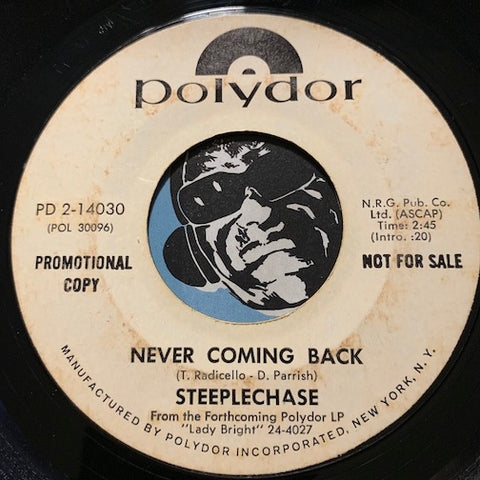 polydor
PD 2-14030
(POL 30096)
N.R.G. Pub. Co.
Ltd. (ASCAP)
Time: 2:45
(Intro. :20)
PROMOTIONAL
COPY
NOT FOR SALE
NEVER COMING BACK
(T. Radicello - D. Parrish)
STEEPLECHASE
From the Forthcoming Polydor LP
"Lady Bright" 24-4027
MANUFACTURED BY POLYDOR INCORPORATED, NEW YORK, N. Y.